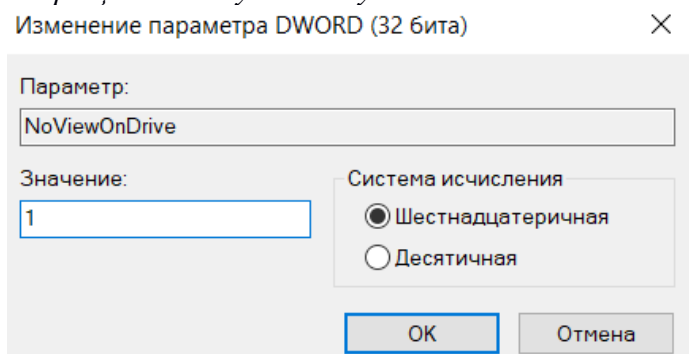 Изменение параметра DWORD (32 бита)
Параметр:
NoViewOnDrive
Значение:
1
Система исчисления
Шестнадцатеричная
Десятичная
OK
Отмена